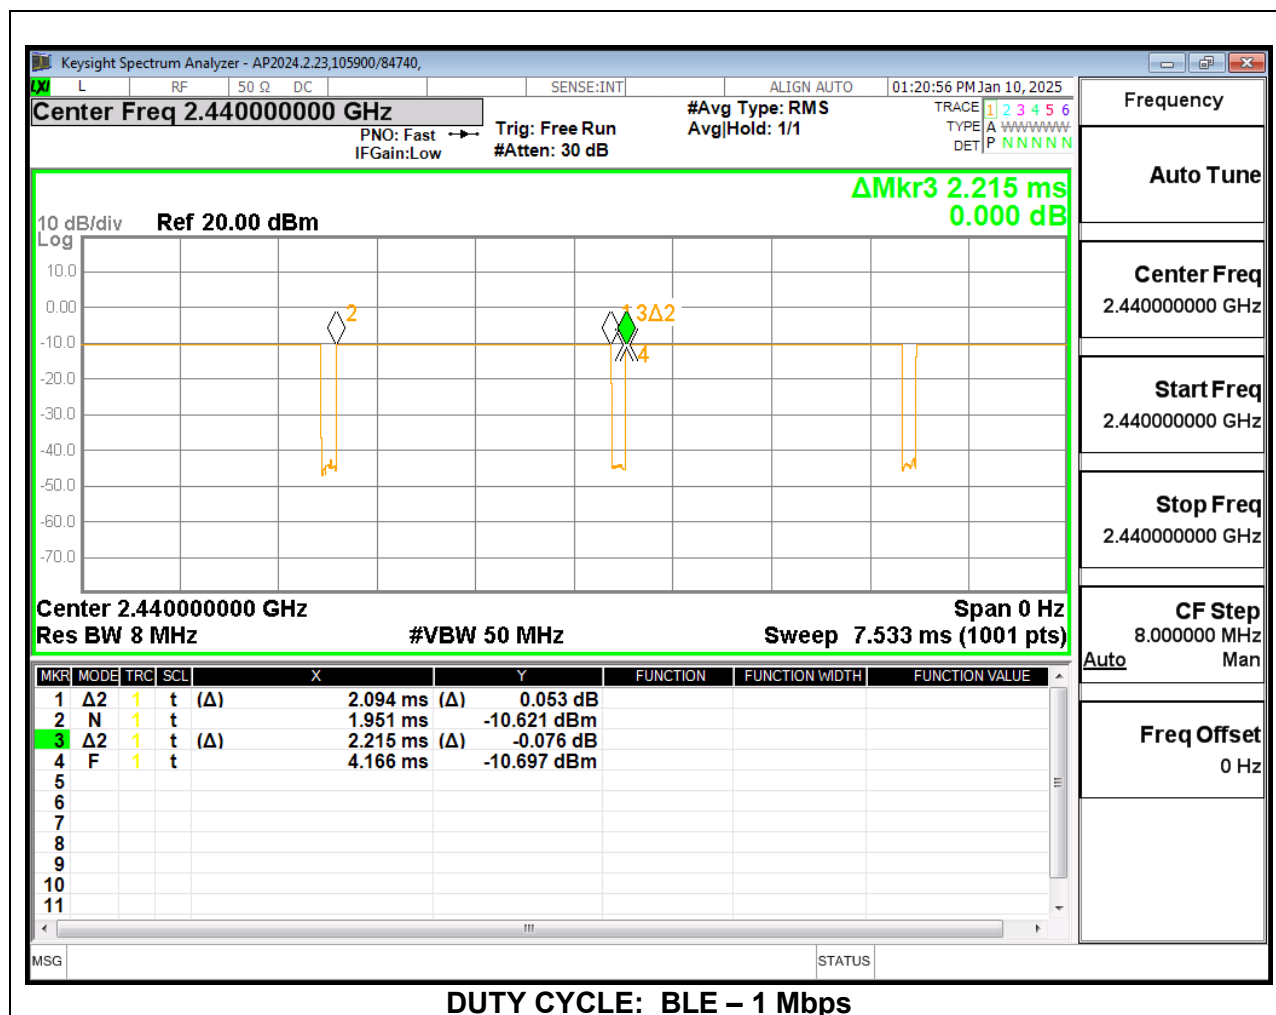 Keysight Spectrum Analyzer - AP2024.2.23,105900/84740,
LXI L RF 50 Ω DC SENSE:INT ALIGN AUTO 01:20:56 PM Jan 10, 2025
Center Freq 2.440000000 GHz
PNO: Fast
IFGain:Low
Trig: Free Run
#Atten: 30 dB
#Avg Type: RMS
Avg|Hold: 1/1
TRACE 1 2 3 4 5 6
TYPE A WWWWW
DET P N N N N N
ΔMkr3 2.215 ms
0.000 dB
10 dB/div Ref 20.00 dBm
Log
10.0
0.00
-10.0
-20.0
-30.0
-40.0
-50.0
-60.0
-70.0
2
1 3Δ2
4
Center 2.440000000 GHz Span 0 Hz
Res BW 8 MHz #VBW 50 MHz Sweep 7.533 ms (1001 pts)
MKR MODE TRC SCL X Y FUNCTION FUNCTION WIDTH FUNCTION VALUE
1 Δ2 1 t (Δ) 2.094 ms (Δ) 0.053 dB
2 N 1 t 1.951 ms -10.621 dBm
3 Δ2 1 t (Δ) 2.215 ms (Δ) -0.076 dB
4 F 1 t 4.166 ms -10.697 dBm
5
6
7
8
9
10
11
MSG STATUS
Frequency
Auto Tune
Center Freq
2.440000000 GHz
Start Freq
2.440000000 GHz
Stop Freq
2.440000000 GHz
CF Step
8.000000 MHz
Auto Man
Freq Offset
0 Hz
DUTY CYCLE: BLE – 1 Mbps